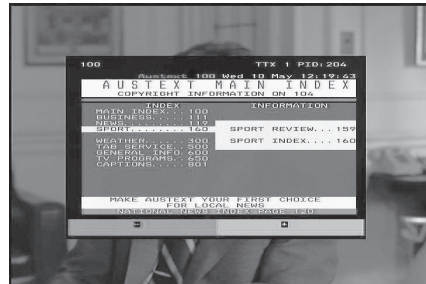 100 TTX 1 PID:204
Austext 100 Wed 10 May 12:19:43
AUSTEXT MAIN INDEX
COPYRIGHT INFORMATION ON 104
INDEX INFORMATION
MAIN INDEX... 100
BUSINESS..... 111
NEWS......... 119
SPORT........ 160 SPORT REVIEW... 159
WEATHER...... 300 SPORT INDEX... 160
TAB SERVICE.. 500
GENERAL INFO. 600
TV PROGRAMS.. 650
CAPTIONS..... 801
MAKE AUSTEXT YOUR FIRST CHOICE
FOR LOCAL NEWS
NATIONAL NEWS INDEX PAGE 120